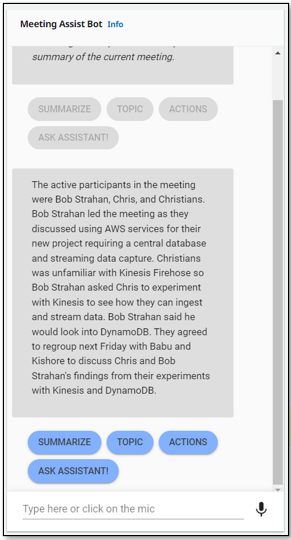 Meeting Assist Bot Info
summary of the current meeting.
SUMMARIZE TOPIC ACTIONS
ASK ASSISTANT!
The active participants in the meeting
were Bob Strahan, Chris, and Christians.
Bob Strahan led the meeting as they
discussed using AWS services for their
new project requiring a central database
and streaming data capture. Christians
was unfamiliar with Kinesis Firehose so
Bob Strahan asked Chris to experiment
with Kinesis to see how they can ingest
and stream data. Bob Strahan said he
would look into DynamoDB. They agreed
to regroup next Friday with Babu and
Kishore to discuss Chris and Bob
Strahan's findings from their experiments
with Kinesis and DynamoDB.
SUMMARIZE TOPIC ACTIONS
ASK ASSISTANT!
Type here or click on the mic